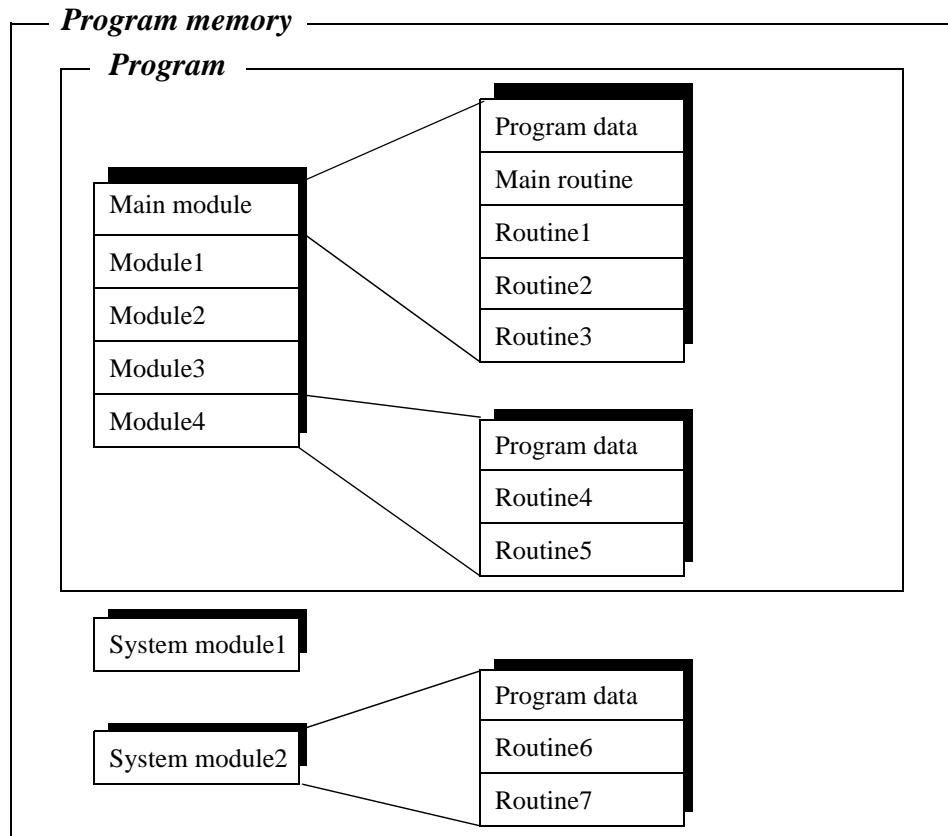 Program memory
Program
Main module
Module1
Module2
Module3
Module4
Program data
Main routine
Routine1
Routine2
Routine3
Program data
Routine4
Routine5
System module1
System module2
Program data
Routine6
Routine7